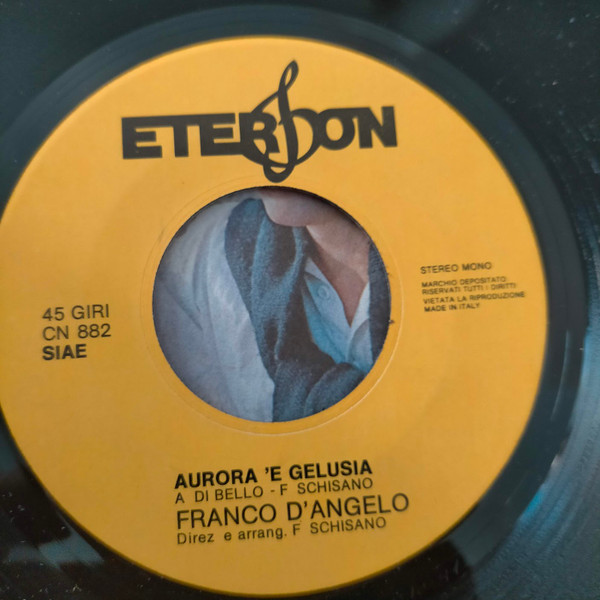 ETERSON
STEREO MONO
MARCHIO DEPOSITATO
RISERVATI TUTTI I DIRITTI
VIETATA LA RIPRODUZIONE
MADE IN ITALY
45 GIRI
CN 882
SIAE
AURORA 'E GELUSIA
A DI BELLO - F SCHISANO
FRANCO D'ANGELO
Direz e arrang. F SCHISANO